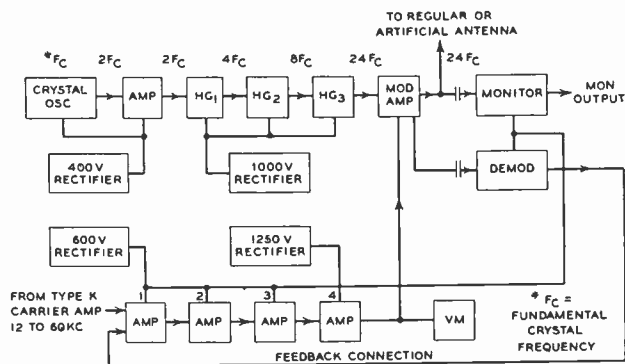 TO REGULAR OR
ARTIFICIAL ANTENNA
*FC 2FC 2FC 4FC 8FC 24FC 24FC
CRYSTAL
OSC
AMP
HG1
HG2
HG3
MOD
AMP
MONITOR
MON
OUTPUT
400V
RECTIFIER
1000V
RECTIFIER
DEMOD
600V
RECTIFIER
1250V
RECTIFIER
1 2 3 4
FROM TYPE K
CARRIER AMP
12 TO 60KC
AMP
AMP
AMP
AMP
VM
*FC =
FUNDAMENTAL
CRYSTAL
FREQUENCY
FEEDBACK CONNECTION